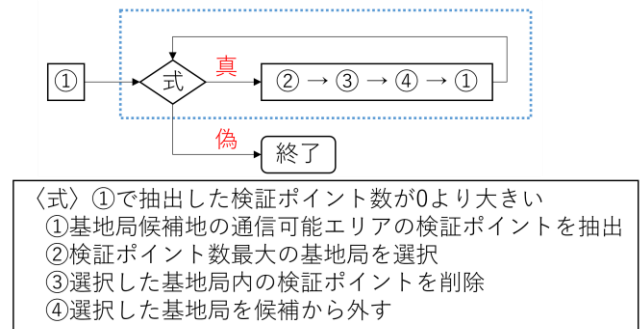 真
①
式
② → ③ → ④ → ①
偽
終了
〈式〉①で抽出した検証ポイント数が0より大きい
①基地局候補地の通信可能エリアの検証ポイントを抽出
②検証ポイント数最大の基地局を選択
③選択した基地局内の検証ポイントを削除
④選択した基地局を候補から外す